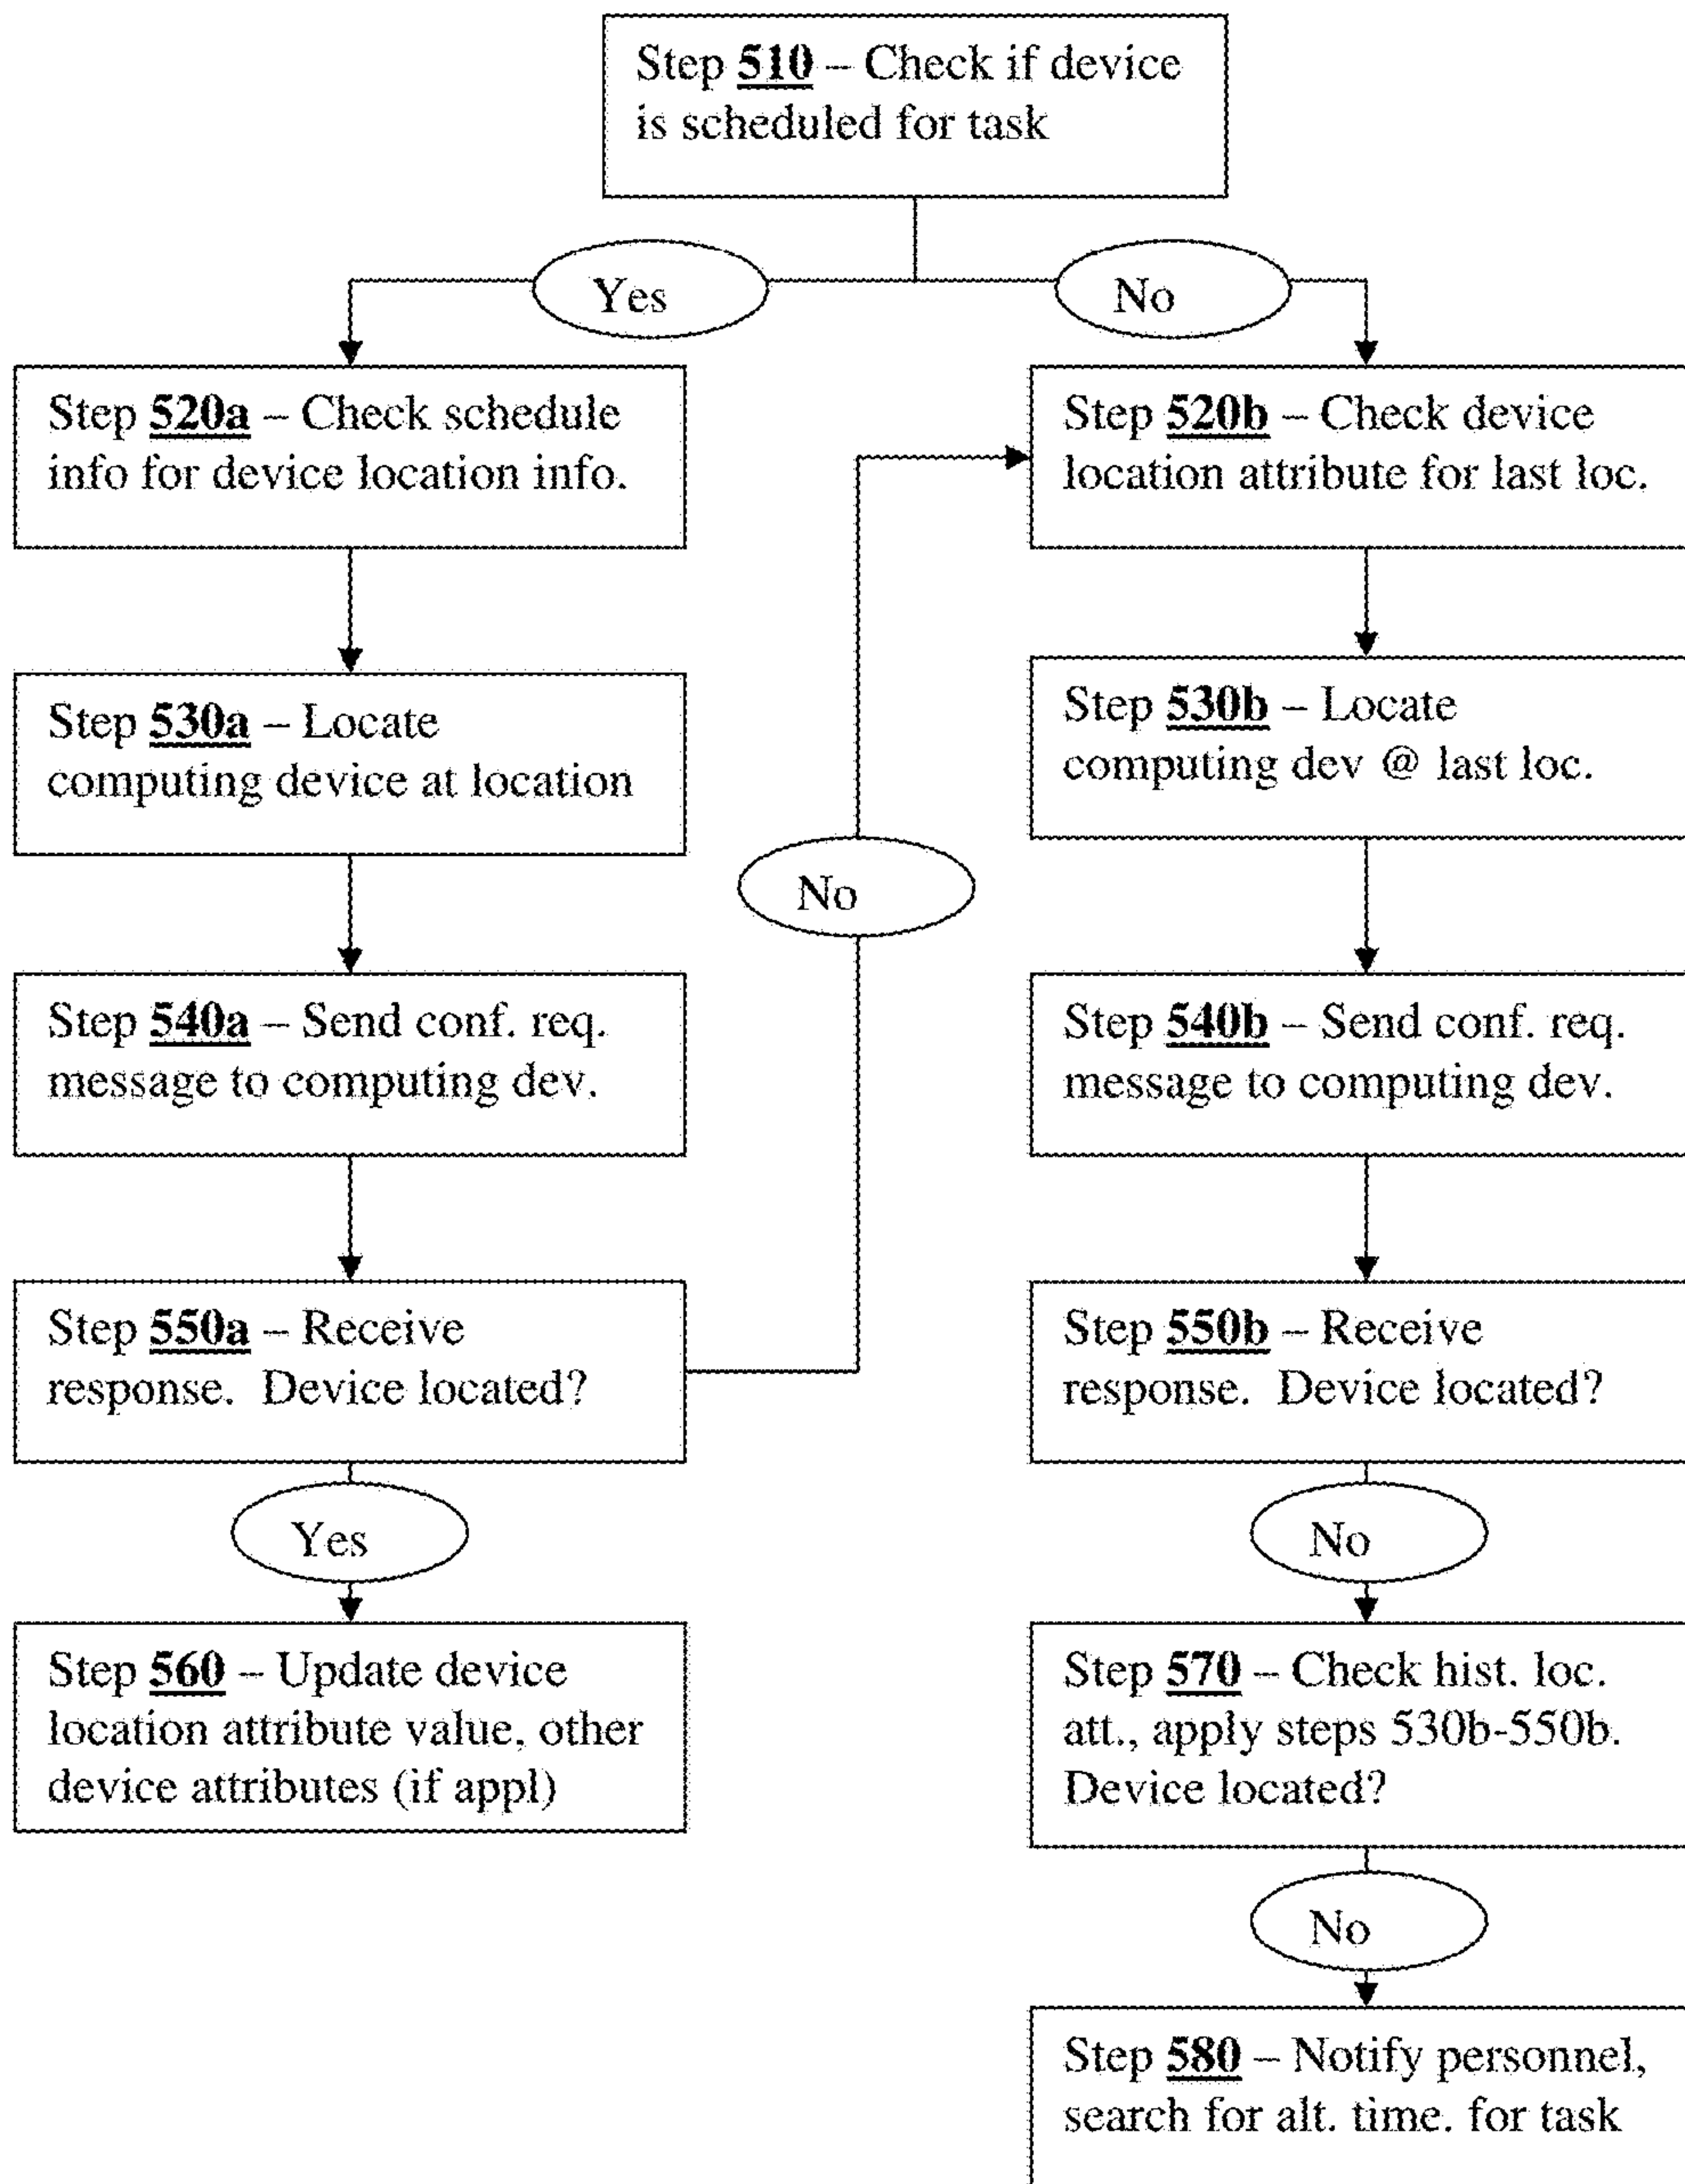 Step 510 – Check if device
is scheduled for task
Yes
No
Step 520a – Check schedule
info for device location info.
Step 520b – Check device
location attribute for last loc.
Step 530a – Locate
computing device at location
Step 530b – Locate
computing dev @ last loc.
No
Step 540a – Send conf. req.
message to computing dev.
Step 540b – Send conf. req.
message to computing dev.
Step 550a – Receive
response.  Device located?
Step 550b – Receive
response.  Device located?
Yes
No
Step 560 – Update device
location attribute value, other
device attributes (if appl)
Step 570 – Check hist. loc.
att., apply steps 530b-550b.
Device located?
No
Step 580 – Notify personnel,
search for alt. time. for task